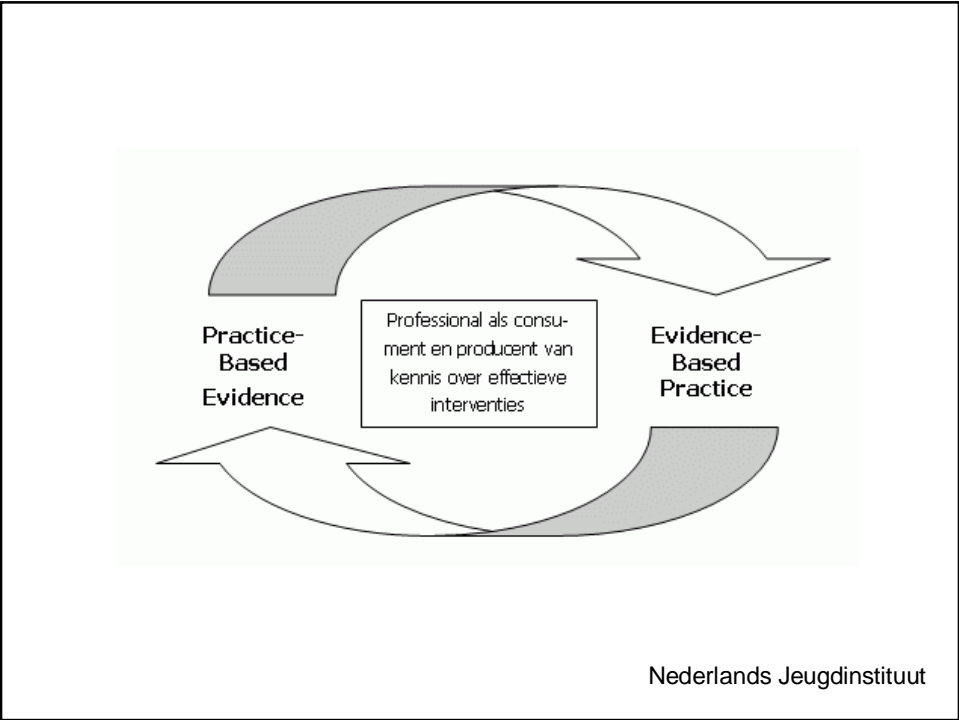 Practice-
Based
Evidence
Professional als consu-
ment en producent van
kennis over effectieve
interventies
Evidence-
Based
Practice
Nederlands Jeugdinstituut